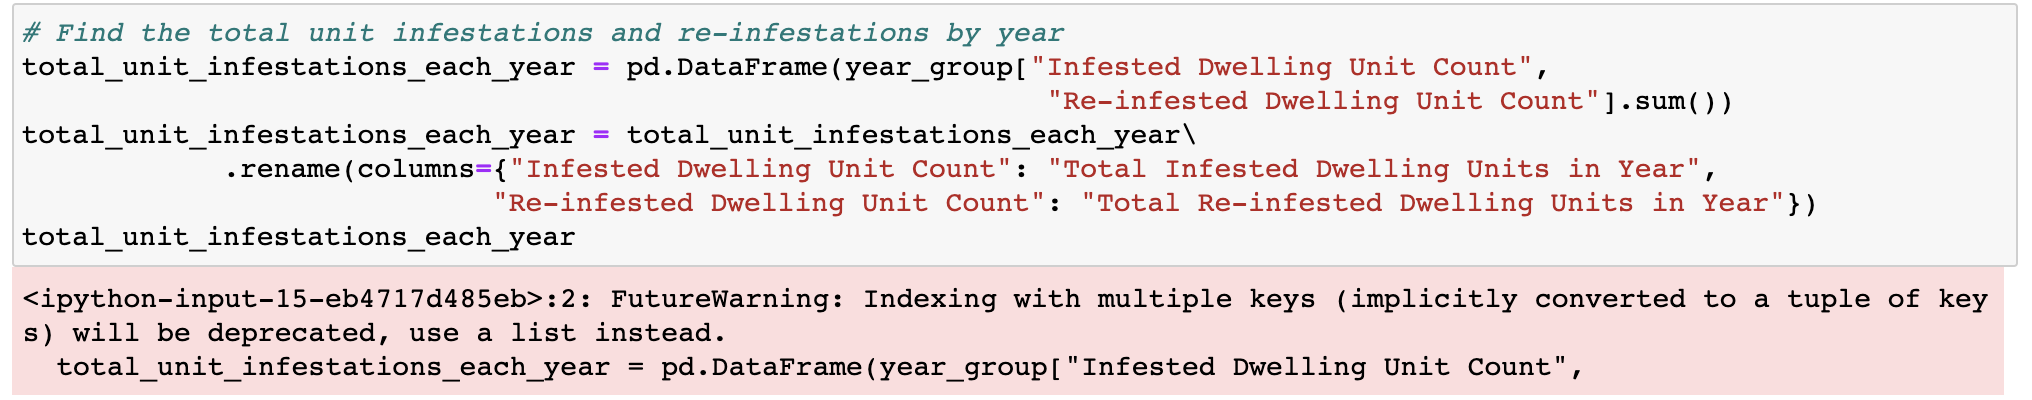 # Find the total unit infestations and re-infestations by year
total_unit_infestations_each_year = pd.DataFrame(year_group["Infested Dwelling Unit Count",
"Re-infested Dwelling Unit Count"].sum())
total_unit_infestations_each_year = total_unit_infestations_each_year\
.rename(columns={"Infested Dwelling Unit Count": "Total Infested Dwelling Units in Year",
"Re-infested Dwelling Unit Count": "Total Re-infested Dwelling Units in Year"})
total_unit_infestations_each_year
<ipython-input-15-eb4717d485eb>:2: FutureWarning: Indexing with multiple keys (implicitly converted to a tuple of key
s) will be deprecated, use a list instead.
total_unit_infestations_each_year = pd.DataFrame(year_group["Infested Dwelling Unit Count",